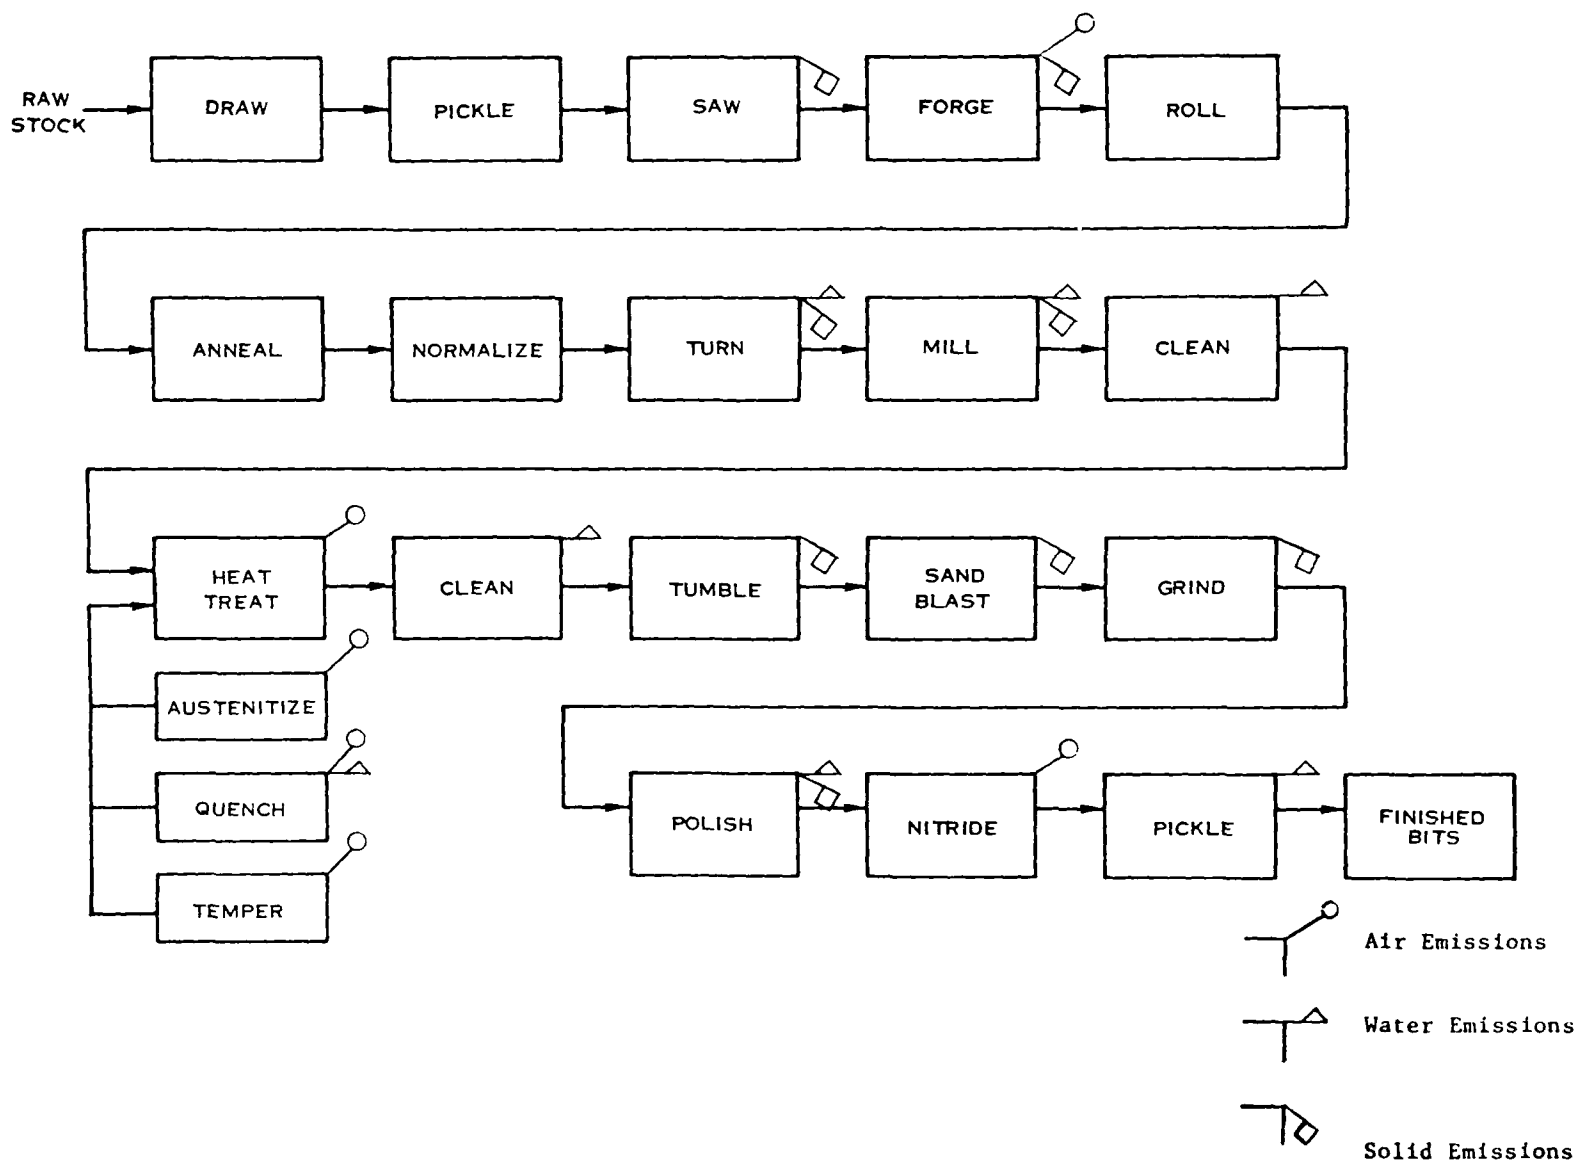 RAW
STOCK
DRAW
PICKLE
SAW
FORGE
ROLL
ANNEAL
NORMALIZE
TURN
MILL
CLEAN
HEAT
TREAT
CLEAN
TUMBLE
SAND
BLAST
GRIND
AUSTENITIZE
QUENCH
TEMPER
POLISH
NITRIDE
PICKLE
FINISHED
BITS
Air Emissions
Water Emissions
Solid Emissions